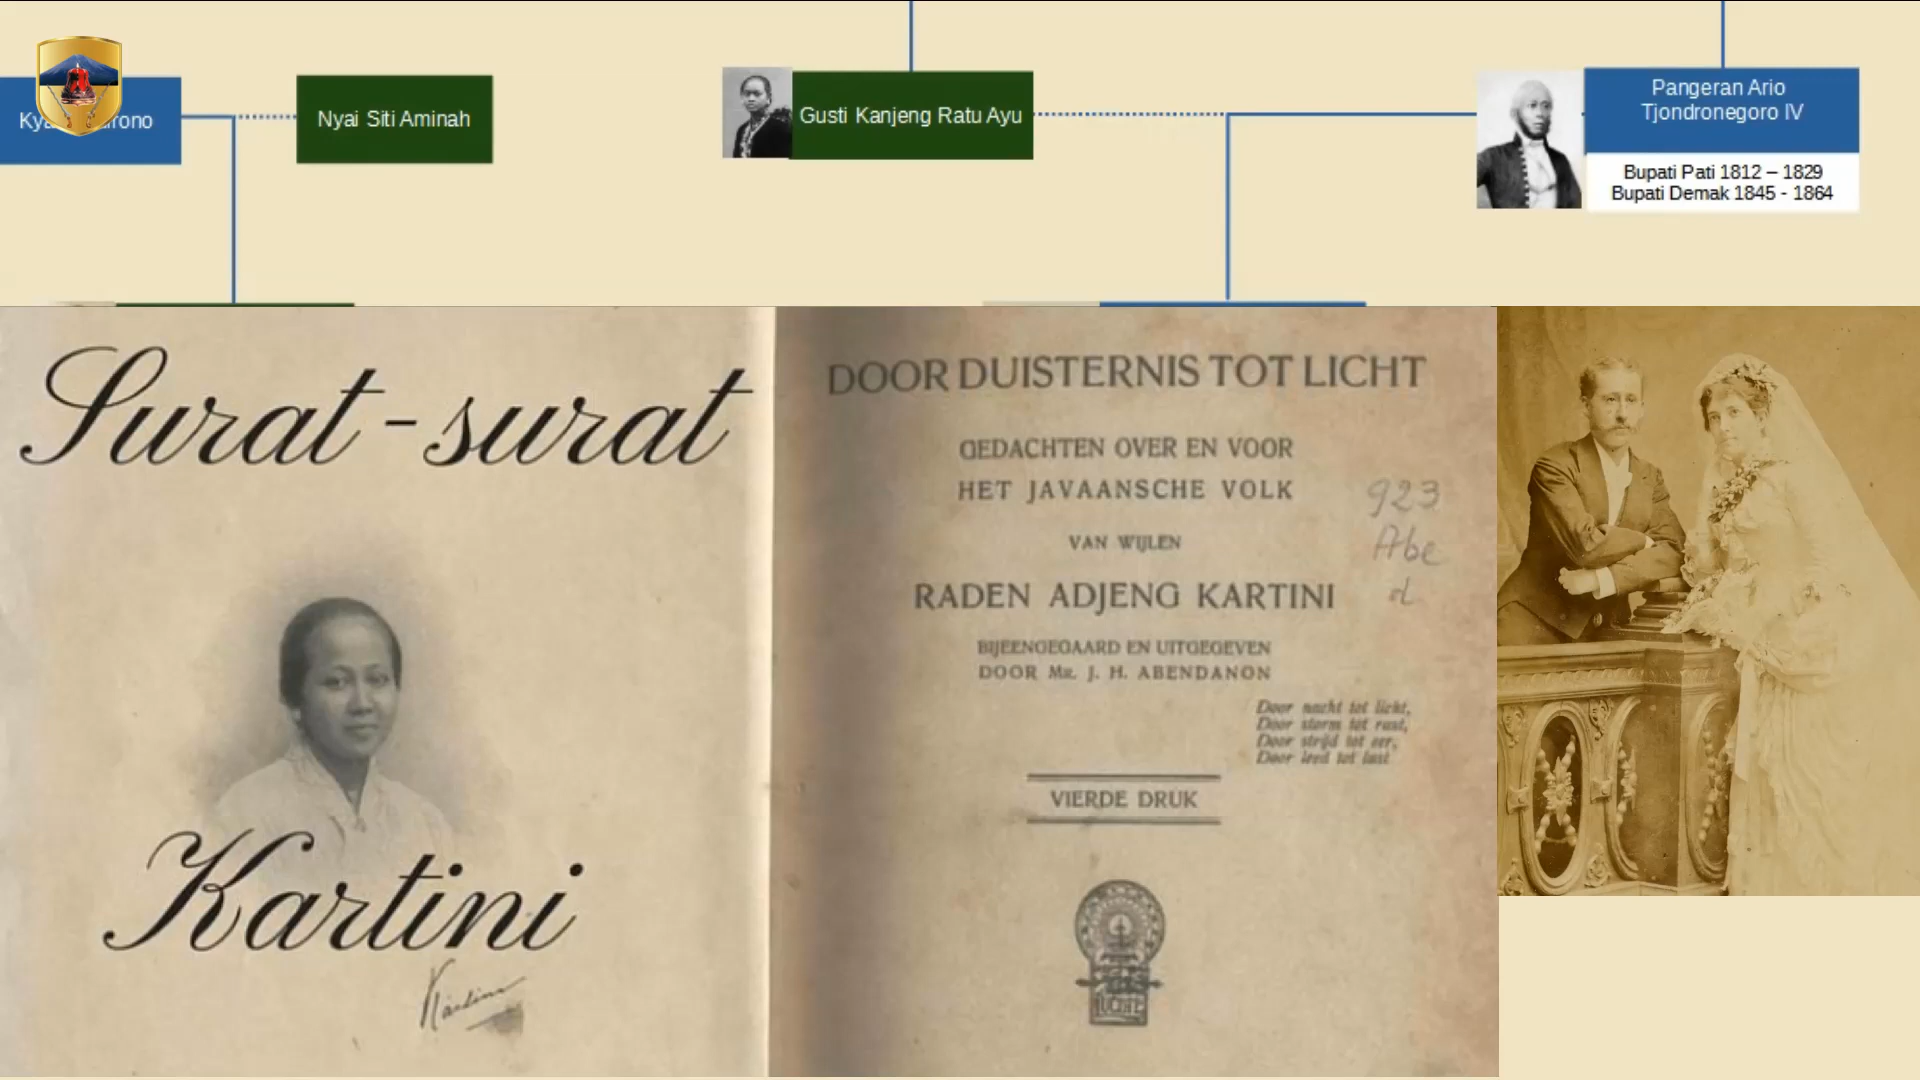 Nyai Siti Aminah
Gusti Kanjeng Ratu Ayu
Pangeran Ario
Tjondronegoro IV
Bupati Pati 1812 – 1829
Bupati Demak 1845 - 1864
Surat-surat
Kartini
Kartini
DOOR DUISTERNIS TOT LICHT
GEDACHTEN OVER EN VOOR
HET JAVAANSCHE VOLK
VAN WIJLEN
RADEN ADJENG KARTINI
BIJEENGEGAARD EN UITGEGEVEN
DOOR MR. J. H. ABENDANON
923
Abe
d
Door nacht tot licht,
Door storm tot rust,
Door strijd tot eer,
Door leed tot lust
VIERDE DRUK
LUCTOR